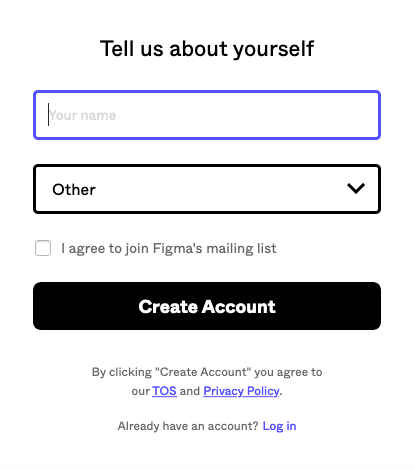 Tell us about yourself
Your name
Other
I agree to join Figma's mailing list
Create Account
By clicking "Create Account" you agree to
our TOS and Privacy Policy.
Already have an account? Log in